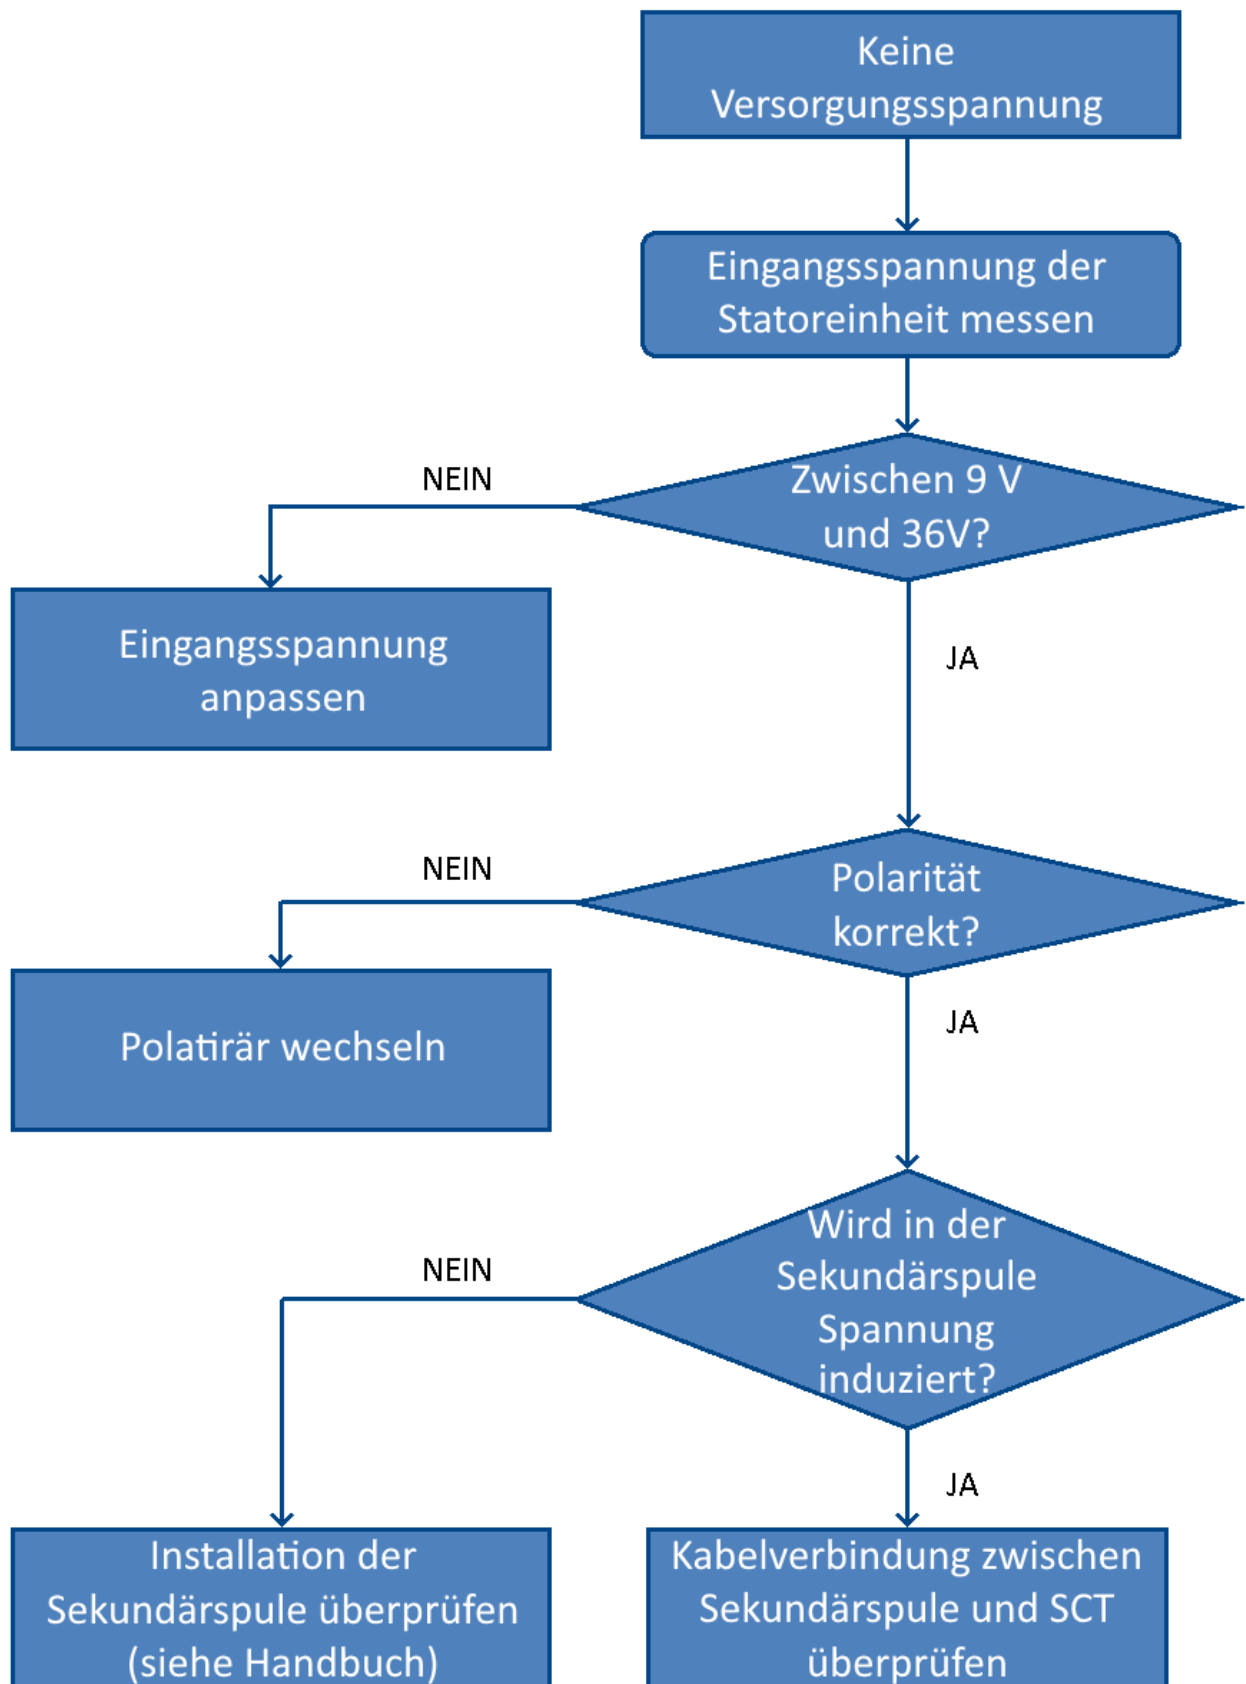 Keine
Versorgungsspannung
Eingangsspannung der
Statoreinheit messen
NEIN
Zwischen 9 V
und 36V?
Eingangsspannung
anpassen
JA
NEIN
Polarität
korrekt?
Polatirär wechseln
JA
Wird in der
Sekundärspule
Spannung
induziert?
NEIN
JA
Installation der
Sekundärspule überprüfen
(siehe Handbuch)
Kabelverbindung zwischen
Sekundärspule und SCT
überprüfen